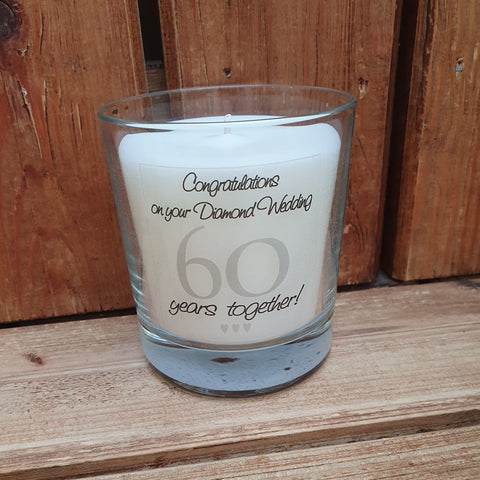 Congratulations
on your Diamond Wedding
60
years together!